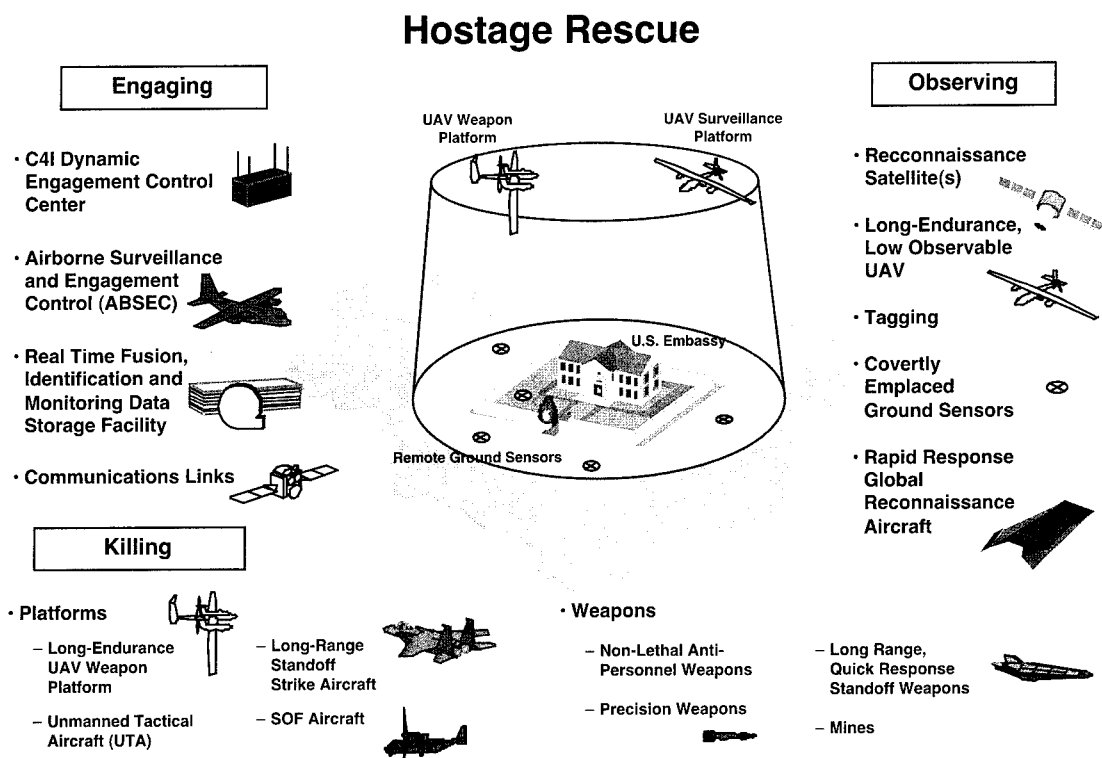 Hostage Rescue
Engaging
• C4I Dynamic
Engagement Control
Center
• Airborne Surveillance
and Engagement
Control (ABSEC)
• Real Time Fusion,
Identification and
Monitoring Data
Storage Facility
• Communications Links
UAV Weapon
Platform
UAV Surveillance
Platform
U.S. Embassy
Remote Ground Sensors
Observing
• Recconnaissance
Satellite(s)
• Long-Endurance,
Low Observable
UAV
• Tagging
• Covertly
Emplaced
Ground Sensors
• Rapid Response
Global
Reconnaissance
Aircraft
Killing
• Platforms
– Long-Endurance
UAV Weapon
Platform
– Unmanned Tactical
Aircraft (UTA)
– Long-Range
Standoff
Strike Aircraft
– SOF Aircraft
• Weapons
– Non-Lethal Anti-
Personnel Weapons
– Precision Weapons
– Long Range,
Quick Response
Standoff Weapons
– Mines